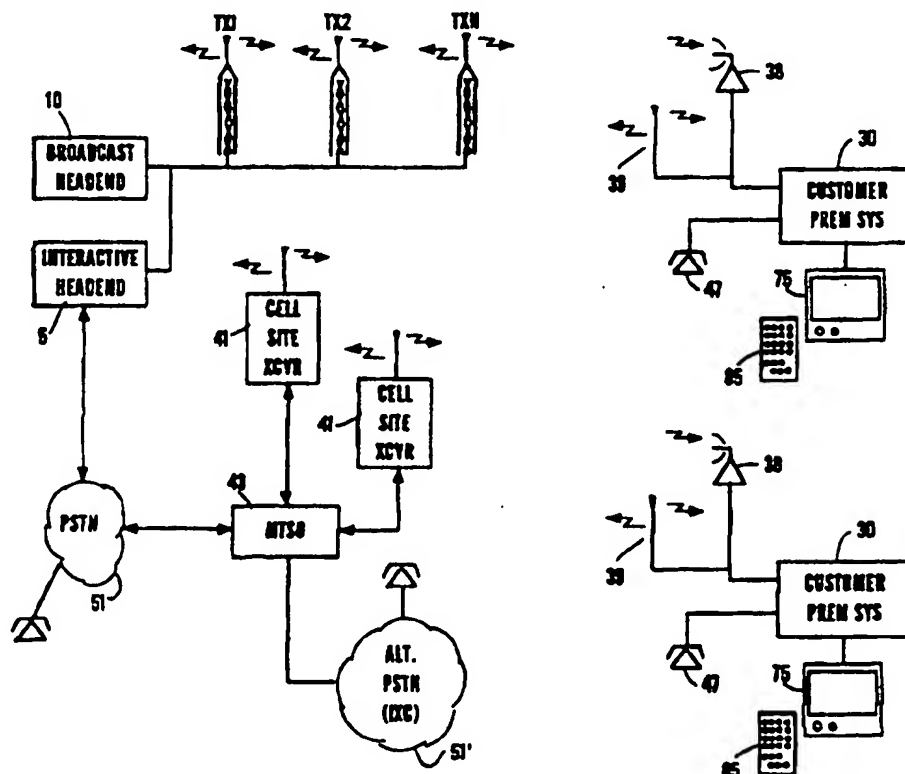 TX1
TX2
TXN
10
BROADCAST
HEADEND
INTERACTIVE
HEADEND
5
41
CELL
SITE
XCVR
41
CELL
SITE
XCVR
43
MTSO
PSTN
51
ALT.
PSTN
(IXC)
51'
38
39
30
CUSTOMER
PREM SYS
47
75
85
38
39
30
CUSTOMER
PREM SYS
47
75
85